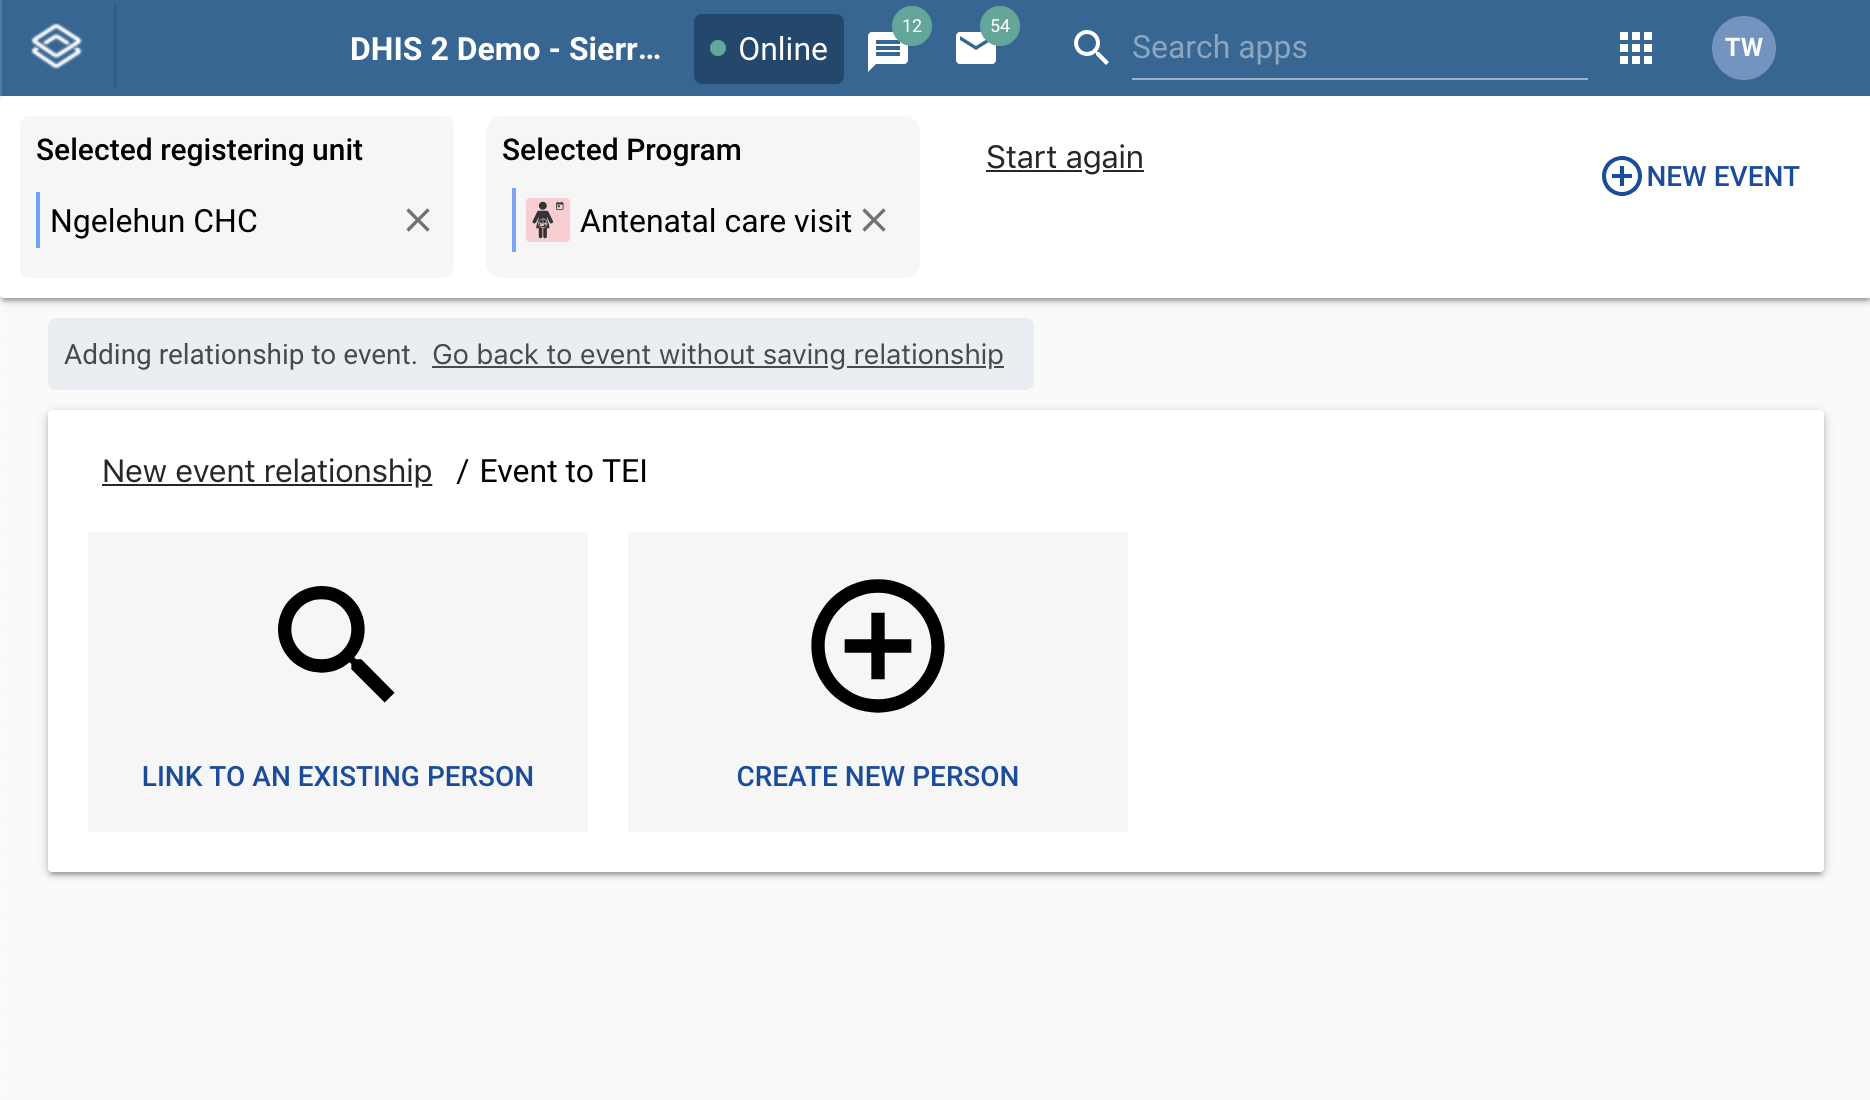 DHIS 2 Demo - Sierr...
Online
12
54
Search apps
TW
Selected registering unit
Ngelehun CHC
Selected Program
Antenatal care visit
Start again
NEW EVENT
Adding relationship to event. Go back to event without saving relationship
New event relationship / Event to TEI
LINK TO AN EXISTING PERSON
CREATE NEW PERSON